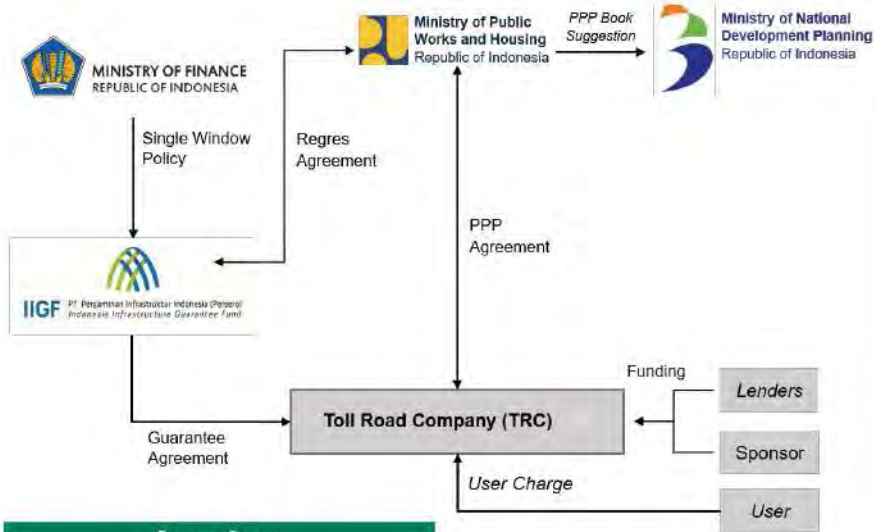 Ministry of Public
Works and Housing
Republic of Indonesia
PPP Book
Suggestion
Ministry of National
Development Planning
Republic of Indonesia
MINISTRY OF FINANCE
REPUBLIC OF INDONESIA
Single Window
Policy
Regres
Agreement
PPP
Agreement
IIGF PT Penjaminan Infrastruktur Indonesia (Persero)
Indonesia Infrastructure Guarantee Fund
Funding
Lenders
Toll Road Company (TRC)
Sponsor
Guarantee
Agreement
User Charge
User